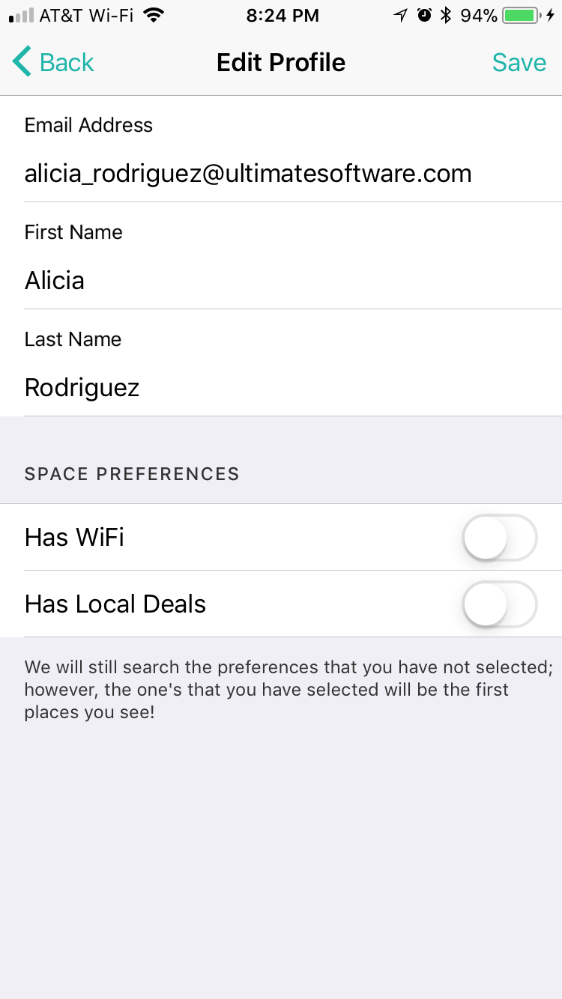 AT&T Wi-Fi 8:24 PM 94%
Back Edit Profile Save
Email Address
alicia_rodriguez@ultimatesoftware.com
First Name
Alicia
Last Name
Rodriguez
SPACE PREFERENCES
Has WiFi
Has Local Deals
We will still search the preferences that you have not selected;
however, the one's that you have selected will be the first
places you see!